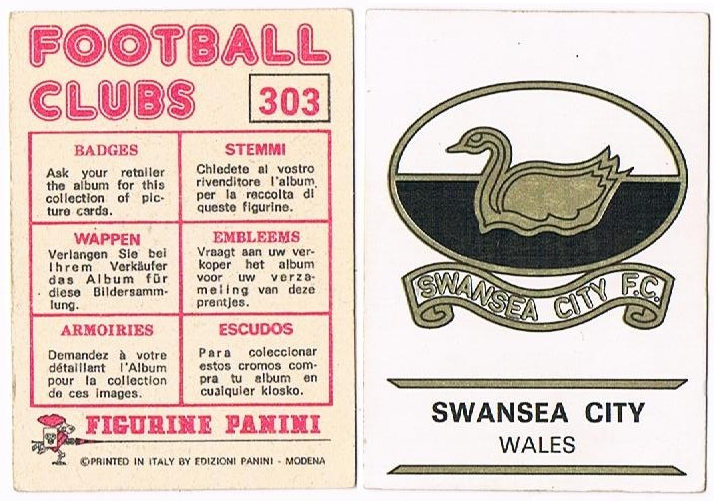 FOOTBALL
CLUBS
303
BADGES
Ask your retailer
the album for this
collection of pic-
ture cards.
STEMMI
Chiedete al vostro
rivenditore l'album
per la raccolta di
queste figurine.
WAPPEN
Verlangen Sie bei
Ihrem Verkäufer
das Album für
diese Bildersamm-
lung.
EMBLEEMS
Vraagt aan uw ver-
koper het album
voor uw verza-
meling van deze
prentjes.
ARMOIRIES
Demandez à votre
détaillant l'Album
pour la collection
de ces images.
ESCUDOS
Para coleccionar
estos cromos com-
pra tu album en
cualquier kiosko.
FIGURINE PANINI
©PRINTED IN ITALY BY EDIZIONI PANINI - MODENA
SWANSEA CITY F.C.
SWANSEA CITY
WALES